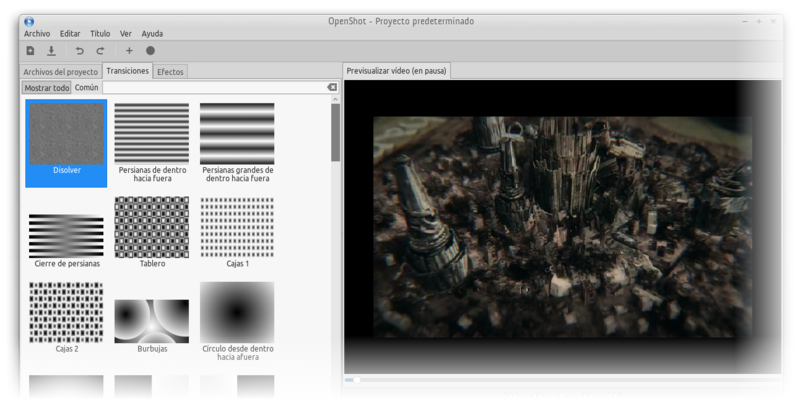 OpenShot - Proyecto predeterminado
Archivo Editar Título Ver Ayuda
Archivos del proyecto Transiciones Efectos
Previsualizar vídeo (en pausa)
Mostrar todo Común
Disolver
Persianas de dentro
hacia fuera
Persianas grandes de
dentro hacia fuera
Cierre de persianas
Tablero
Cajas 1
Cajas 2
Burbujas
Círculo desde dentro
hacia afuera